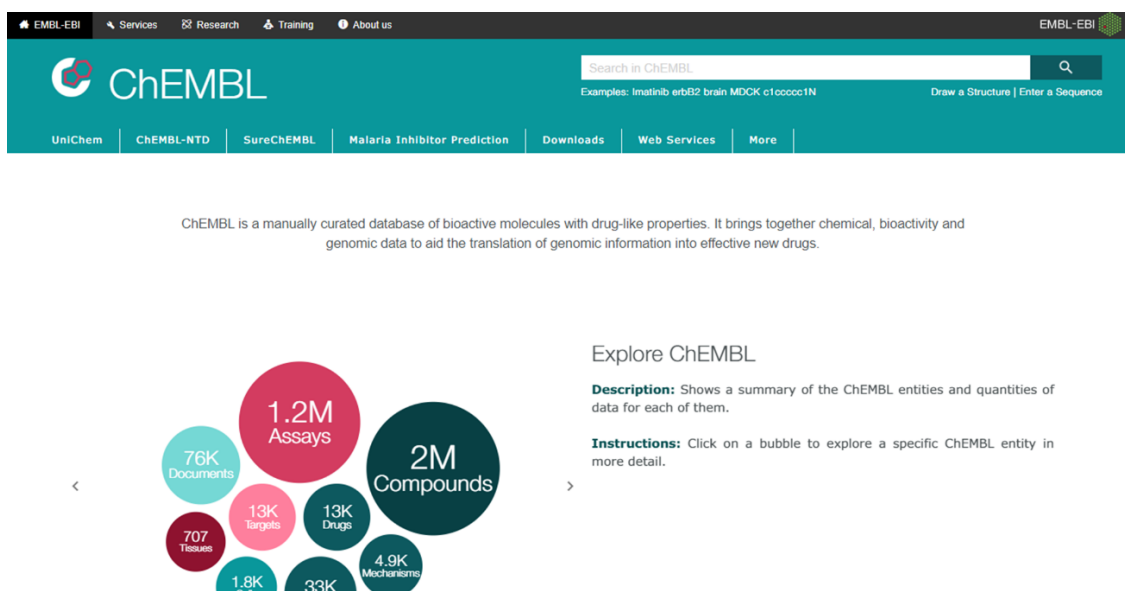 EMBL-EBI Services Research Training About us EMBL-EBI
ChEMBL
Search in ChEMBL
Examples: Imatinib erbB2 brain MDCK c1ccccc1N Draw a Structure | Enter a Sequence
UniChem ChEMBL-NTD SureChEMBL Malaria Inhibitor Prediction Downloads Web Services More
ChEMBL is a manually curated database of bioactive molecules with drug-like properties. It brings together chemical, bioactivity and
genomic data to aid the translation of genomic information into effective new drugs.
1.2M
Assays
76K
Documents
2M
Compounds
13K
Targets
13K
Drugs
707
Tissues
4.9K
Mechanisms
1.8K
33K
Explore ChEMBL
Description: Shows a summary of the ChEMBL entities and quantities of
data for each of them.
Instructions: Click on a bubble to explore a specific ChEMBL entity in
more detail.